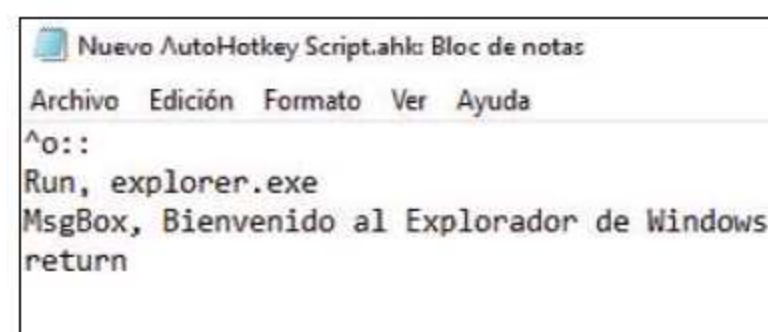 Nuevo AutoHotkey Script.ahk: Bloc de notas
Archivo Edición Formato Ver Ayuda
^o::
Run, explorer.exe
MsgBox, Bienvenido al Explorador de Windows
return